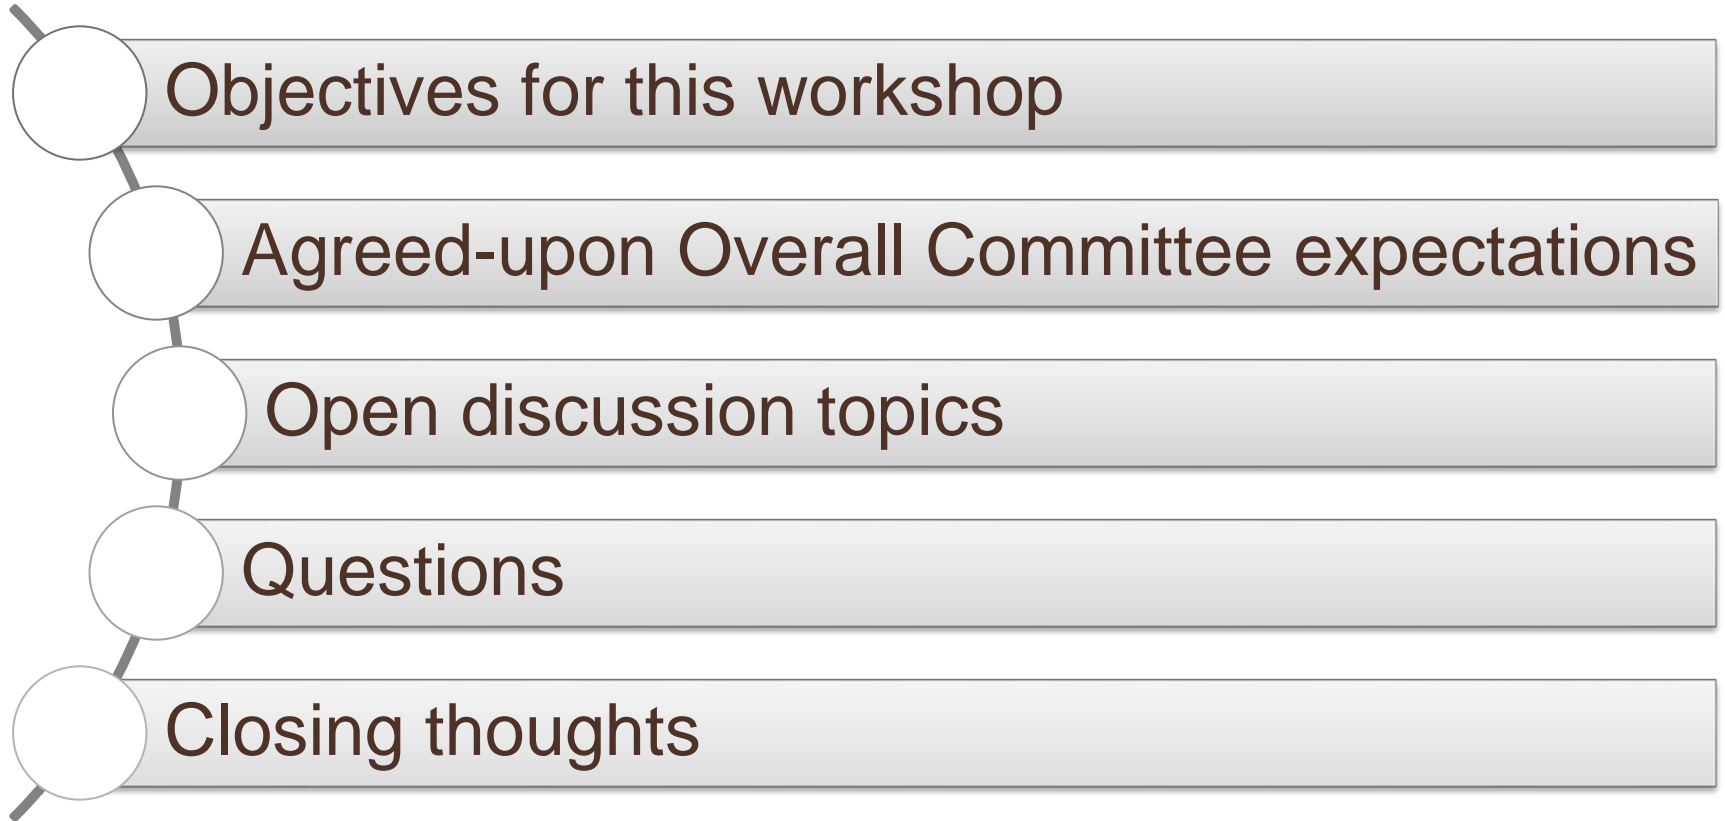 Objectives for this workshop
Agreed-upon Overall Committee expectations
Open discussion topics
Questions
Closing thoughts